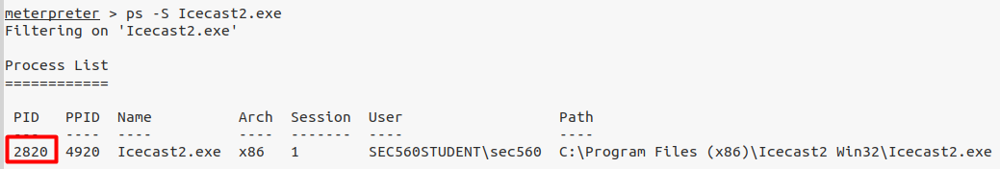 meterpreter > ps -S Icecast2.exe
Filtering on 'Icecast2.exe'
Process List
============
PID   PPID  Name          Arch  Session  User                  Path
---   ----  ----          ----  -------  ----                  ----
2820  4920  Icecast2.exe  x86   1        SEC560STUDENT\sec560  C:\Program Files (x86)\Icecast2 Win32\Icecast2.exe